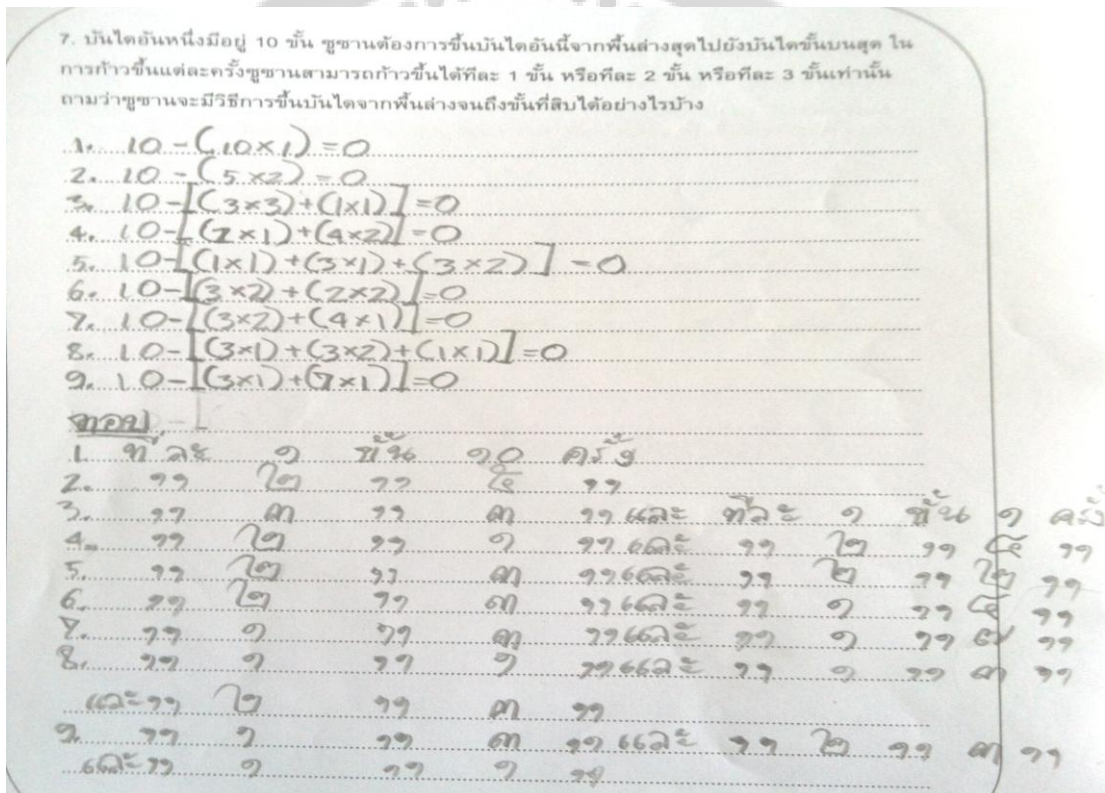 7. บันไดอันหนึ่งมีอยู่ 10 ขั้น ซูซานต้องการขึ้นบันไดอันนี้จากพื้นล่างสุดไปยังบันไดขั้นบนสุด ใน
การก้าวขึ้นแต่ละครั้งซูซานสามารถก้าวขึ้นได้ทีละ 1 ขั้น หรือทีละ 2 ขั้น หรือทีละ 3 ขั้นเท่านั้น
ถามว่าซูซานจะมีวิธีการขึ้นบันไดจากพื้นล่างจนถึงขั้นที่สิบได้อย่างไรบ้าง
1. 10-(10×1)=0
2. 10-(5×2)=0
3. 10-[(3×3)+(1×1)]=0
4. 10-[(2×1)+(4×2)]=0
5. 10-[(1×1)+(3×1)+(3×2)]=0
6. 10-[(3×2)+(2×2)]=0
7. 10-[(3×2)+(4×1)]=0
8. 10-[(3×1)+(3×2)+(1×1)]=0
9. 10-[(3×1)+(7×1)]=0
ตอบ
1. ทีละ ๑ ขั้น ๑๐ ครั้ง
2. ,, ๒ ,, ๕ ,,
3. ,, ๓ ,, ๓ ,, และ ทีละ ๑ ขั้น ๑ ครั้ง
4. ,, ๒ ,, ๑ ,, และ ,, ๒ ,, ๔ ,,
5. ,, ๒ ,, ๓ ,, และ ,, ๒ ,, ๒ ,,
6. ,, ๒ ,, ๓ ,, และ ,, ๑ ,, ๔ ,,
7. ,, ๑ ,, ๓ ,, และ ,, ๑ ,, ๗ ,,
8. ,, ๑ ,, ๑ ,, และ ,, ๑ ,, ๓ ,,
และ ,, ๒ ,, ๓ ,,
9. ,, ๑ ,, ๓ ,, และ ,, ๒ ,, ๓ ,,
และ ,, ๑ ,, ๑ ,,